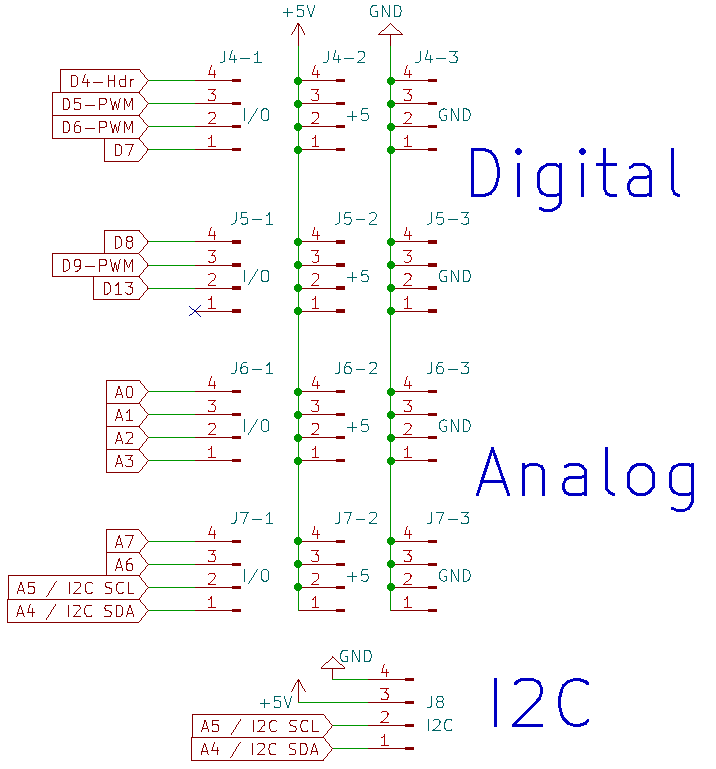 +5V GND
J4-1 J4-2 J4-3
D4-Hdr 4 4 4
D5-PWM 3 3 3
I/O +5 GND
D6-PWM 2 2 2
D7 1 1 1
Digital
J5-1 J5-2 J5-3
D8 4 4 4
D9-PWM 3 3 3
I/O +5 GND
D13 2 2 2
1 1 1
J6-1 J6-2 J6-3
A0 4 4 4
A1 3 3 3
I/O +5 GND
A2 2 2 2
A3 1 1 1
Analog
J7-1 J7-2 J7-3
A7 4 4 4
A6 3 3 3
I/O +5 GND
A5 / I2C SCL 2 2 2
A4 / I2C SDA 1 1 1
GND 4
+5V 3 J8
A5 / I2C SCL 2 I2C
A4 / I2C SDA 1
I2C